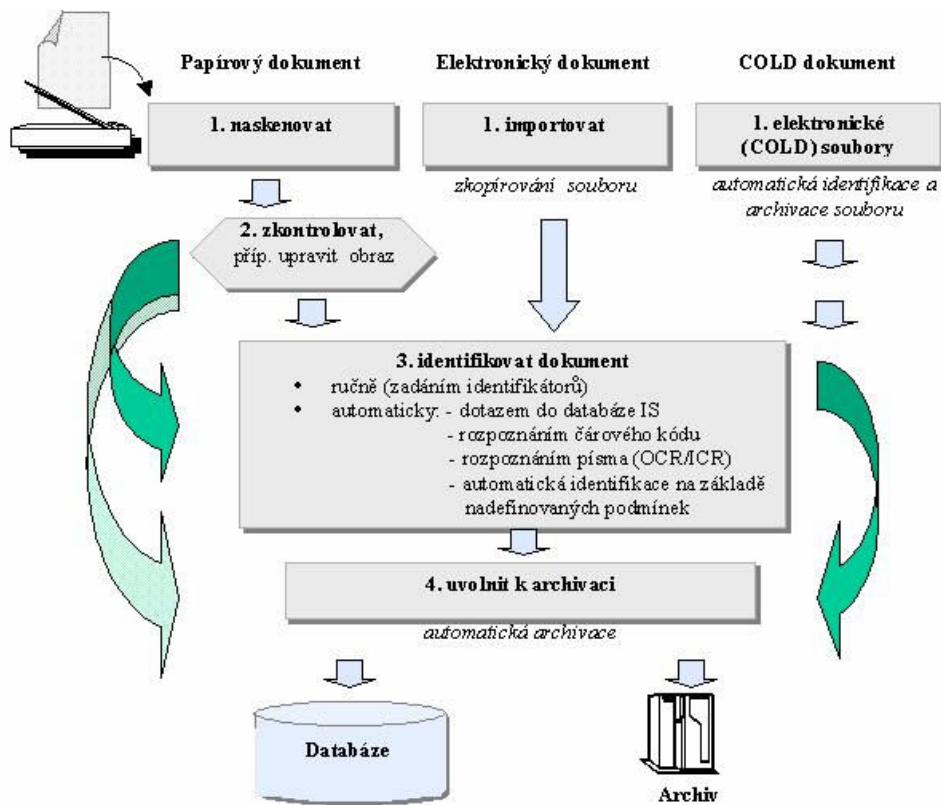 Papírový dokument
Elektronický dokument
COLD dokument
1. naskenovat
1. importovat
1. elektronické
(COLD) soubory
zkopírování souboru
automatická identifikace a
archivace souboru
2. zkontrolovat,
příp. upravit obraz
3. identifikovat dokument
• ručně (zadáním identifikátorů)
• automaticky: - dotazem do databáze IS
- rozpoznáním čárového kódu
- rozpoznáním písma (OCR/ICR)
- automatická identifikace na základě
nadefinovaných podmínek
4. uvolnit k archivaci
automatická archivace
Databáze
Archiv